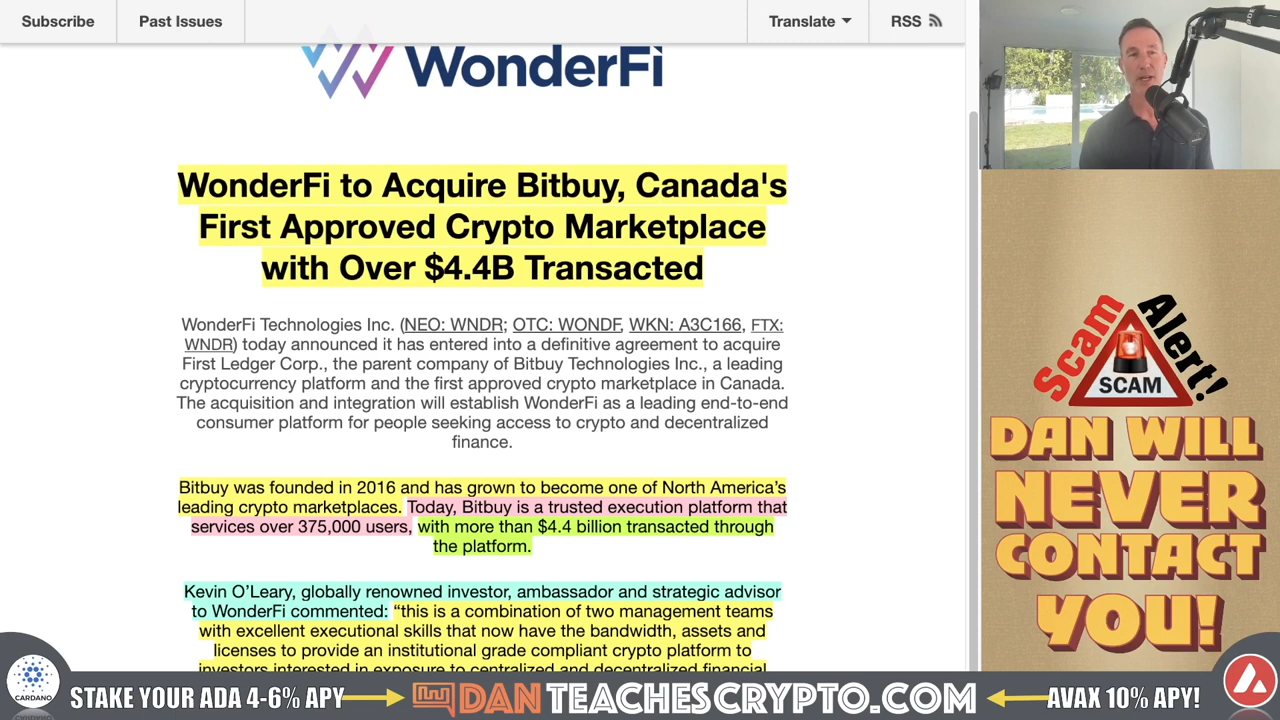 Subscribe
Past Issues
Translate
RSS
WonderFi
WonderFi to Acquire Bitbuy, Canada's
First Approved Crypto Marketplace
with Over $4.4B Transacted
WonderFi Technologies Inc. (NEO: WNDR; OTC: WONDF, WKN: A3C166, FTX:
WNDR) today announced it has entered into a definitive agreement to acquire
First Ledger Corp., the parent company of Bitbuy Technologies Inc., a leading
cryptocurrency platform and the first approved crypto marketplace in Canada.
The acquisition and integration will establish WonderFi as a leading end-to-end
consumer platform for people seeking access to crypto and decentralized
finance.
Bitbuy was founded in 2016 and has grown to become one of North America’s
leading crypto marketplaces. Today, Bitbuy is a trusted execution platform that
services over 375,000 users, with more than $4.4 billion transacted through
the platform.
Kevin O’Leary, globally renowned investor, ambassador and strategic advisor
to WonderFi commented: “this is a combination of two management teams
with excellent executional skills that now have the bandwidth, assets and
licenses to provide an institutional grade compliant crypto platform to
investors interested in exposure to centralized and decentralized financial
Scam Alert!
SCAM
DAN WILL
NEVER
CONTACT
YOU!
CARDANO
STAKE YOUR ADA 4-6% APY
DANTEACHESCRYPTO.COM
AVAX 10% APY!